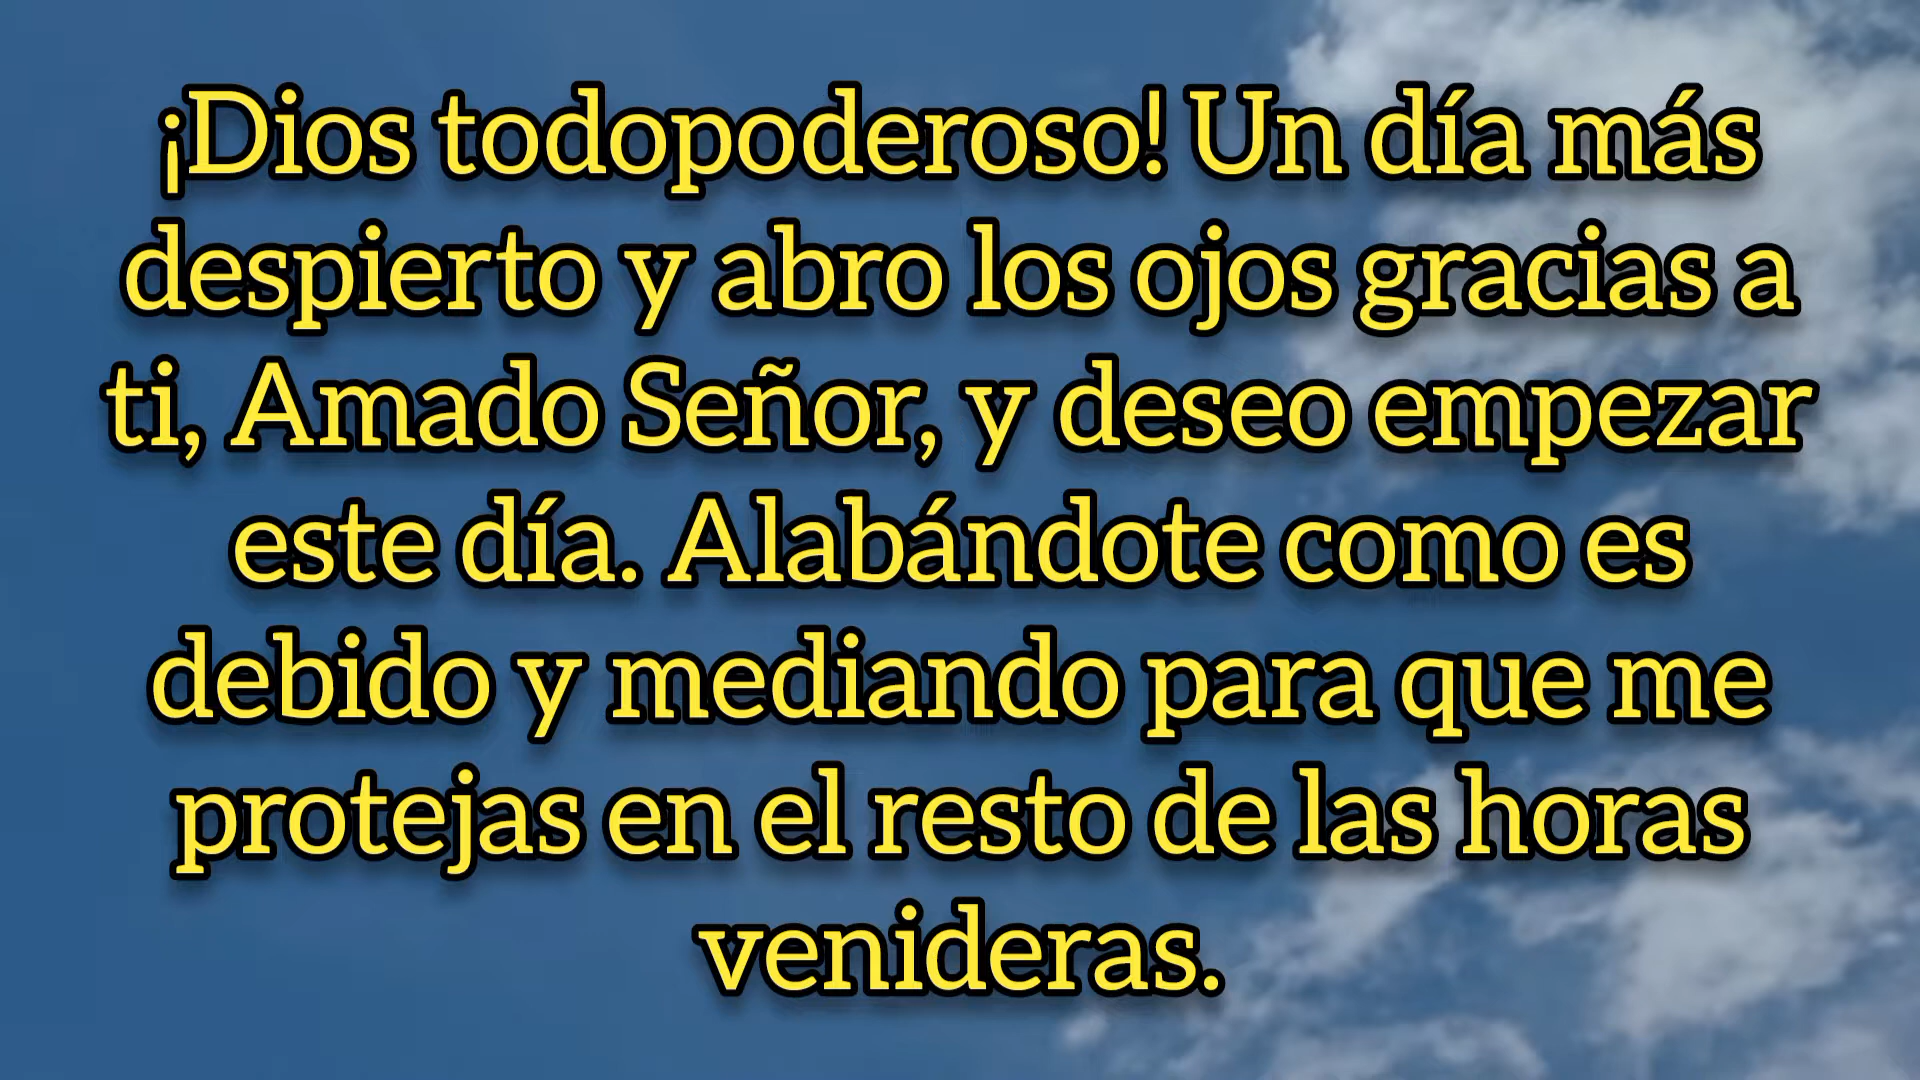 ¡Dios todopoderoso! Un día más
despierto y abro los ojos gracias a
ti, Amado Señor, y deseo empezar
este día. Alabándote como es
debido y mediando para que me
protejas en el resto de las horas
venideras.